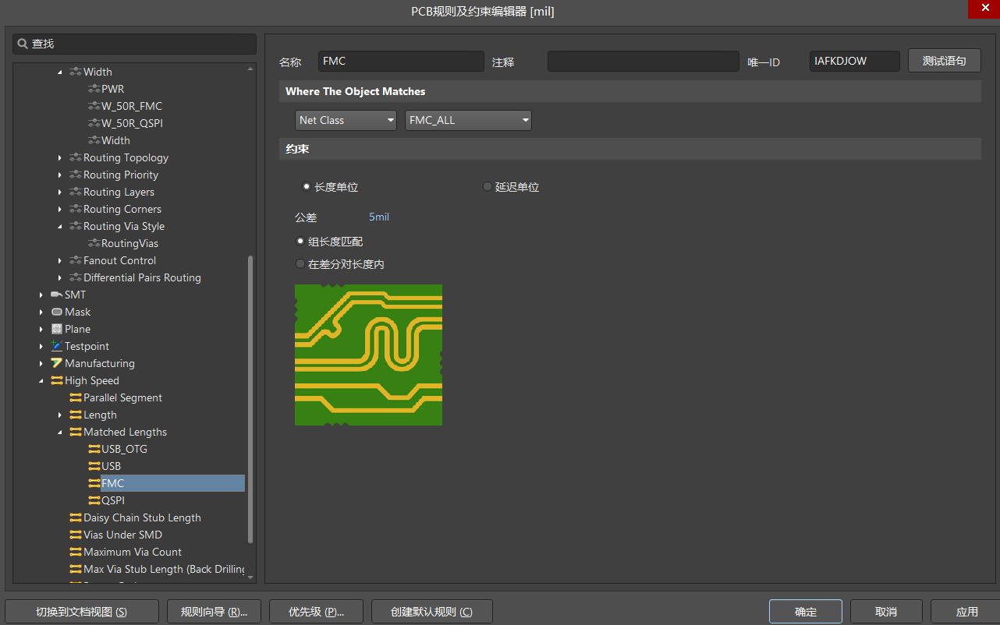 PCB规则及约束编辑器 [mil]
查找
Width
PWR
W_50R_FMC
W_50R_QSPI
Width
Routing Topology
Routing Priority
Routing Layers
Routing Corners
Routing Via Style
RoutingVias
Fanout Control
Differential Pairs Routing
SMT
Mask
Plane
Testpoint
Manufacturing
High Speed
Parallel Segment
Length
Matched Lengths
USB_OTG
USB
FMC
QSPI
Daisy Chain Stub Length
Vias Under SMD
Maximum Via Count
Max Via Stub Length (Back Drilling
名称 FMC 注释 唯一ID IAFKDJOW 测试语句
Where The Object Matches
Net Class FMC_ALL
约束
长度单位 延迟单位
公差 5mil
组长度匹配
在差分对长度内
切换到文档视图 (S) 规则向导 (R)... 优先级 (P)... 创建默认规则 (C) 确定 取消 应用